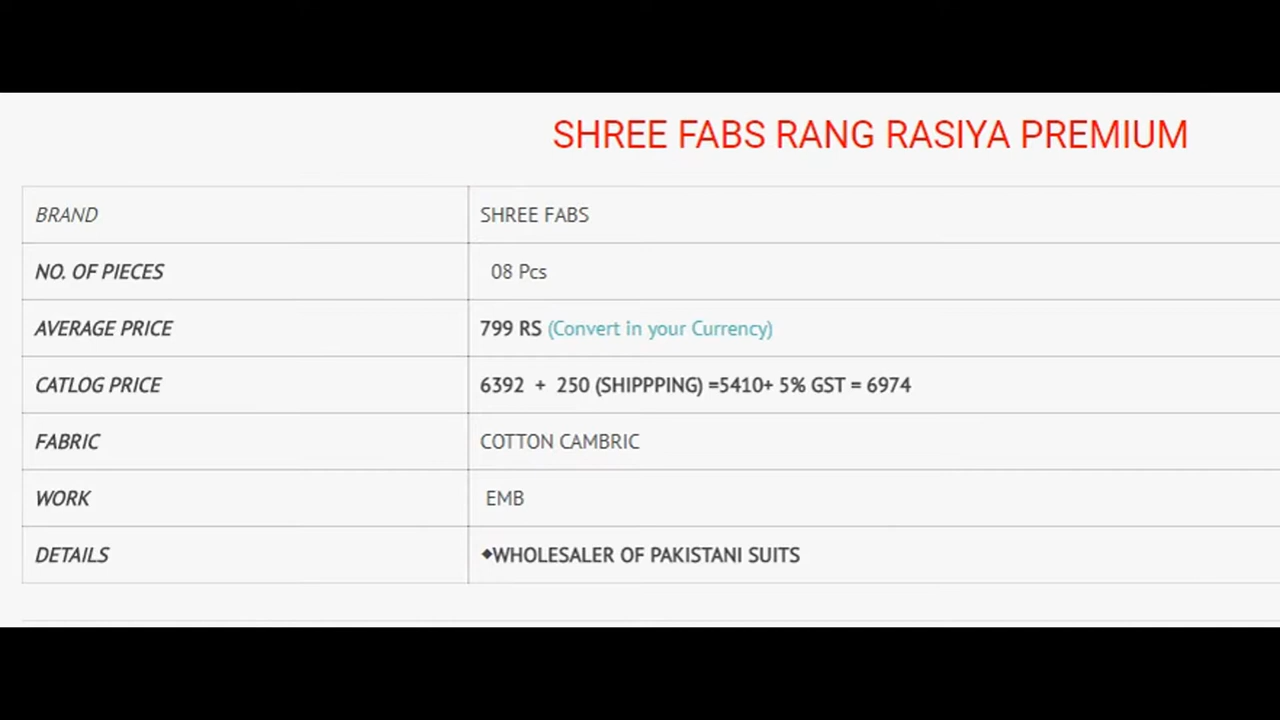 SHREE FABS RANG RASIYA PREMIUM
BRAND SHREE FABS
NO. OF PIECES 08 Pcs
AVERAGE PRICE 799 RS (Convert in your Currency)
CATLOG PRICE 6392 + 250 (SHIPPPING) =5410+ 5% GST = 6974
FABRIC COTTON CAMBRIC
WORK EMB
DETAILS ◆WHOLESALER OF PAKISTANI SUITS